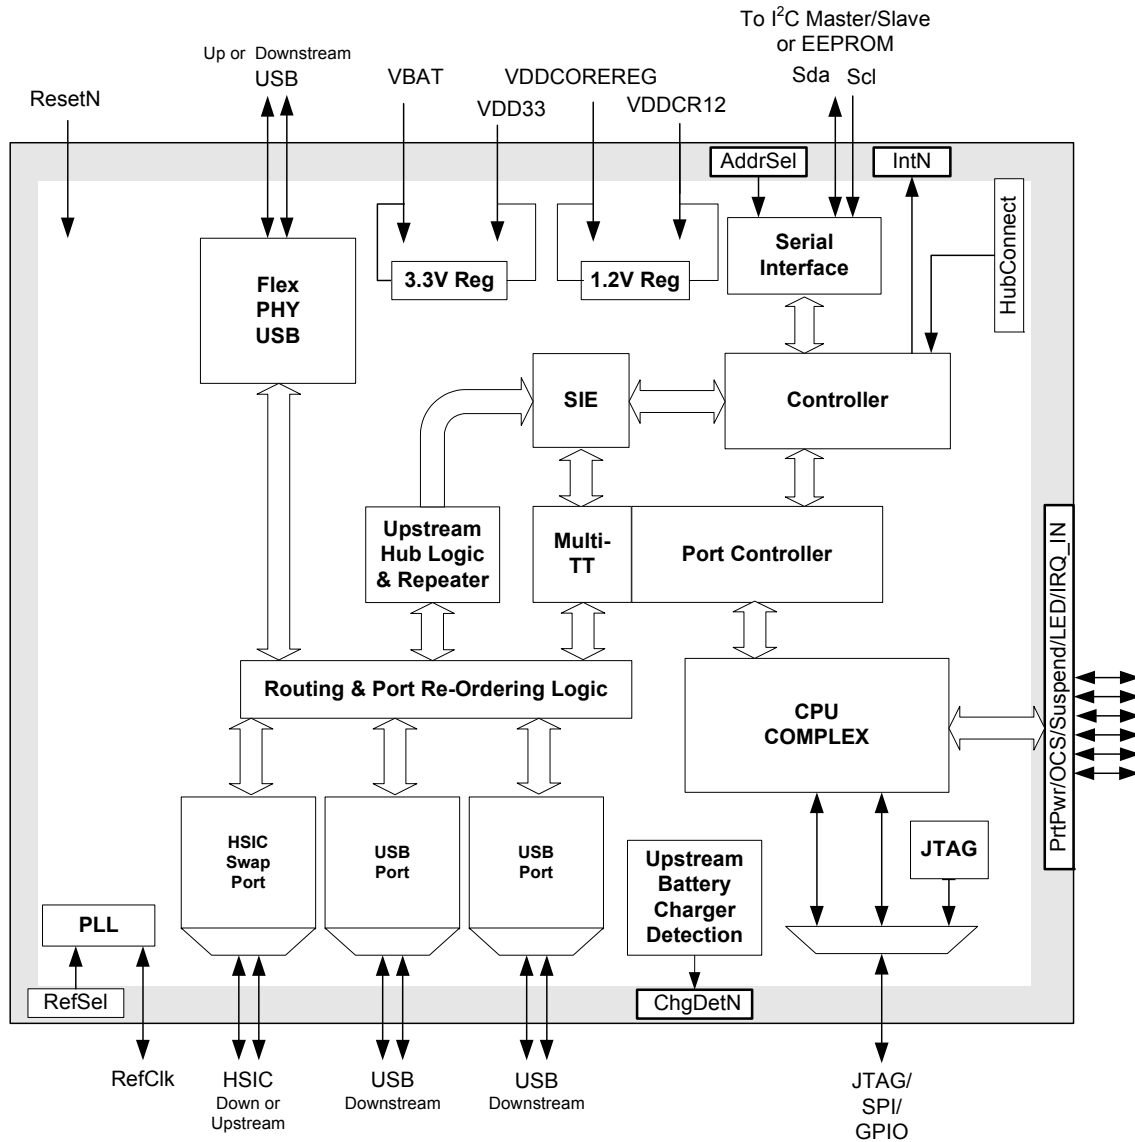 To I2C Master/Slave
or EEPROM
Up or Downstream
USB
VBAT
VDDCOREREG
Sda
Scl
ResetN
VDD33
VDDCR12
AddrSel
IntN
HubConnect
Serial
Interface
Flex
PHY
USB
3.3V Reg
1.2V Reg
SIE
Controller
Upstream
Hub Logic
& Repeater
Multi-
TT
Port Controller
PrtPwr/OCS/Suspend/LED/IRQ_IN
Routing & Port Re-Ordering Logic
CPU
COMPLEX
HSIC
Swap
Port
USB
Port
USB
Port
Upstream
Battery
Charger
Detection
JTAG
PLL
RefSel
ChgDetN
RefClk
HSIC
Down or
Upstream
USB
Downstream
USB
Downstream
JTAG/
SPI/
GPIO